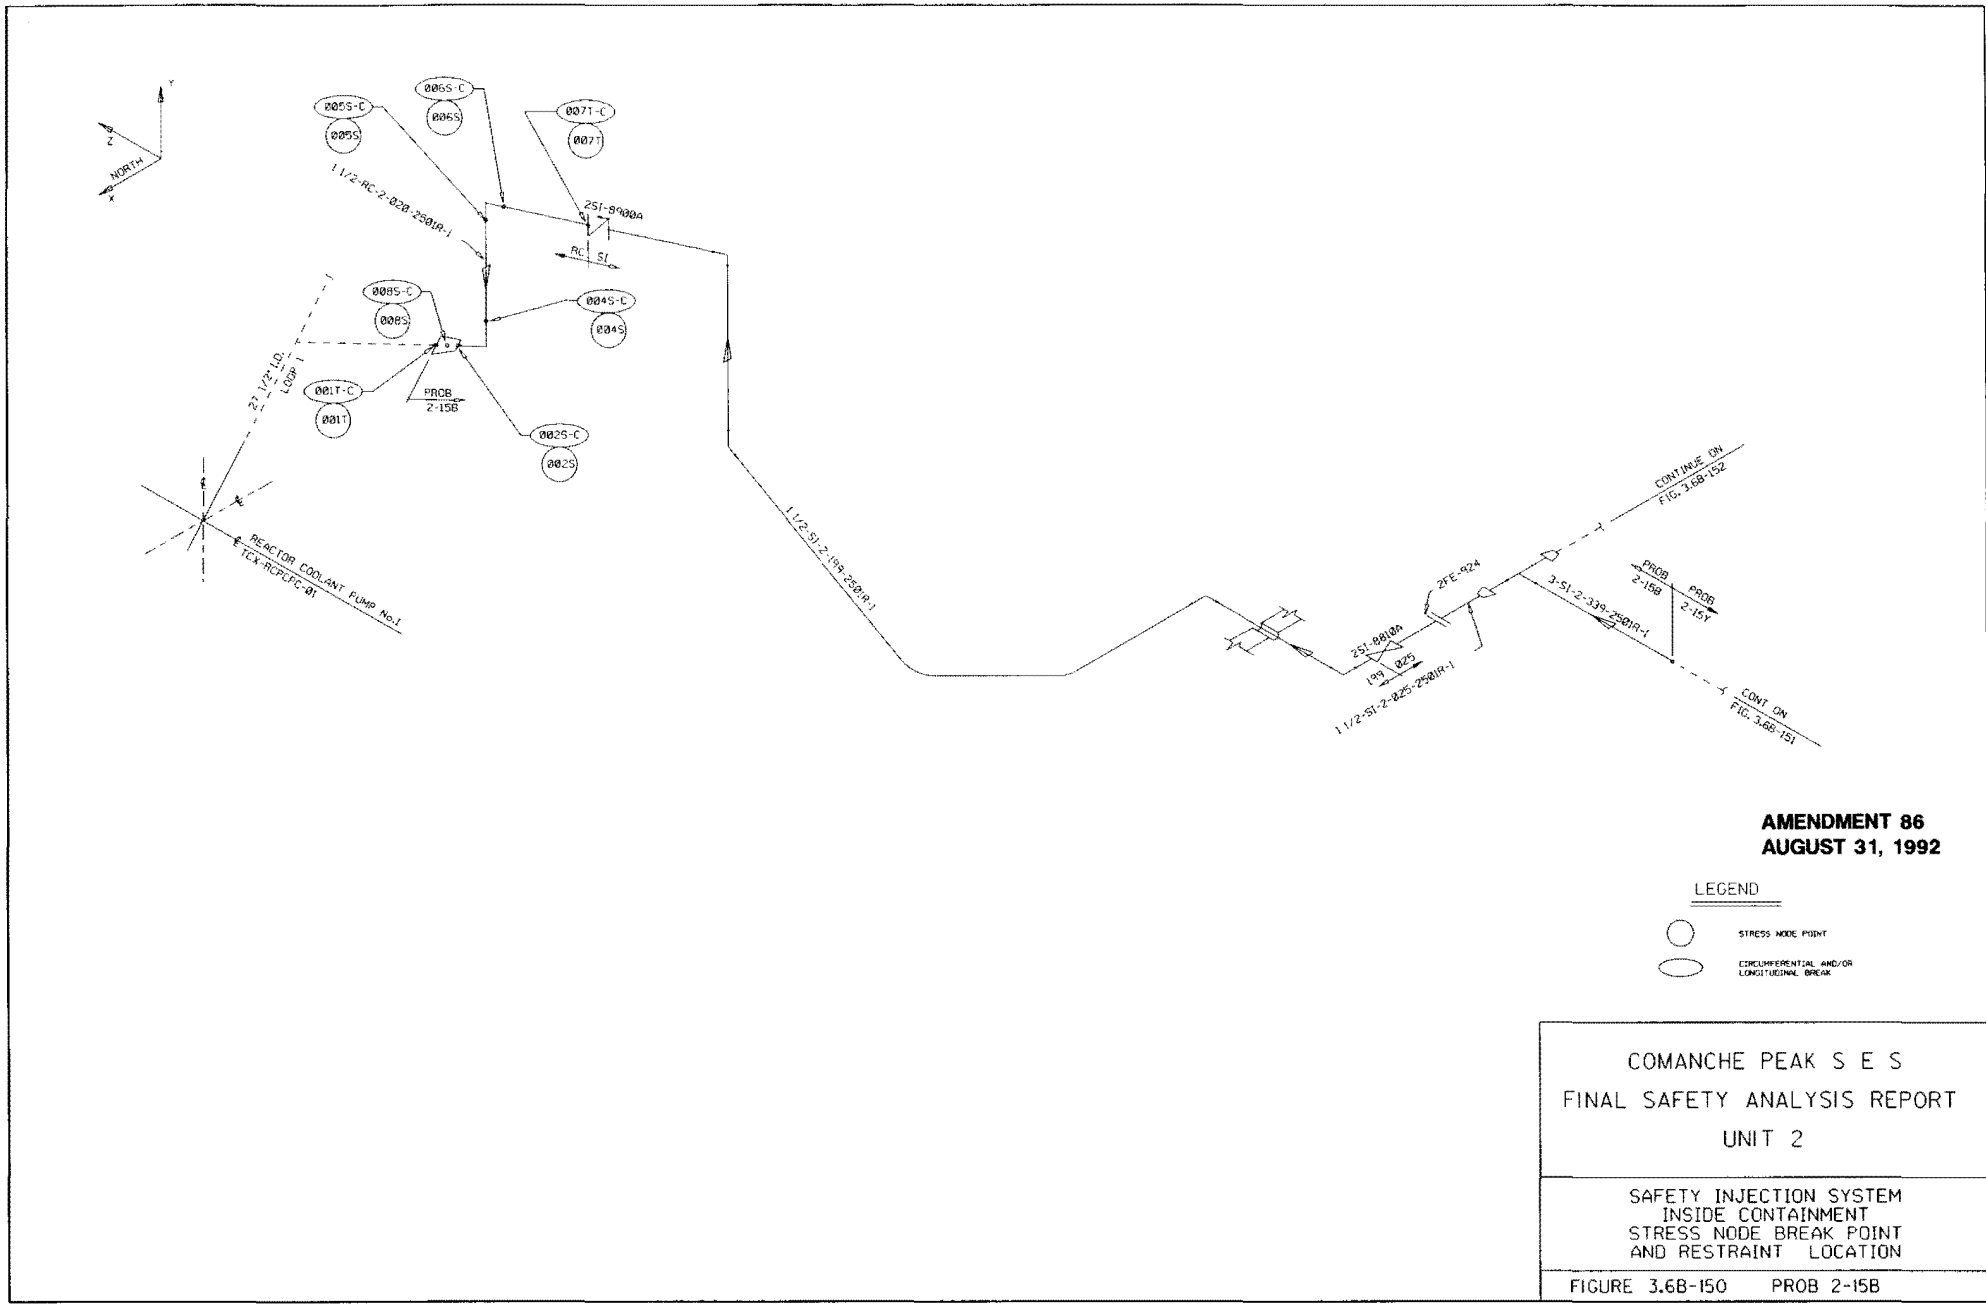 Y
Z
NORTH
X
005S-C
005S
006S-C
006S
007T-C
007T
1 1/2-RC-2-020-2501R-1
2SI-8900A
RC SI
008S-C
008S
004S-C
004S
27 1/2" I.D.
LOOP 1
001T-C
001T
PROB
2-15B
002S-C
002S
REACTOR COOLANT PUMP No.1
TCX-RCPCPC-01
1 1/2-SI-2-199-2501R-1
CONTINUE ON
FIG. 3.6B-152
2FE-924
3-SI-2-339-2501R-1
PROB
2-15B
PROB
2-15Y
2SI-8810A
199 025
1 1/2-SI-2-025-2501R-1
CONT ON
FIG. 3.6B-151
AMENDMENT 86
AUGUST 31, 1992
LEGEND
STRESS NODE POINT
CIRCUMFERENTIAL AND/OR
LONGITUDINAL BREAK
COMANCHE PEAK S E S
FINAL SAFETY ANALYSIS REPORT
UNIT 2
SAFETY INJECTION SYSTEM
INSIDE CONTAINMENT
STRESS NODE BREAK POINT
AND RESTRAINT LOCATION
FIGURE 3.6B-150 PROB 2-15B